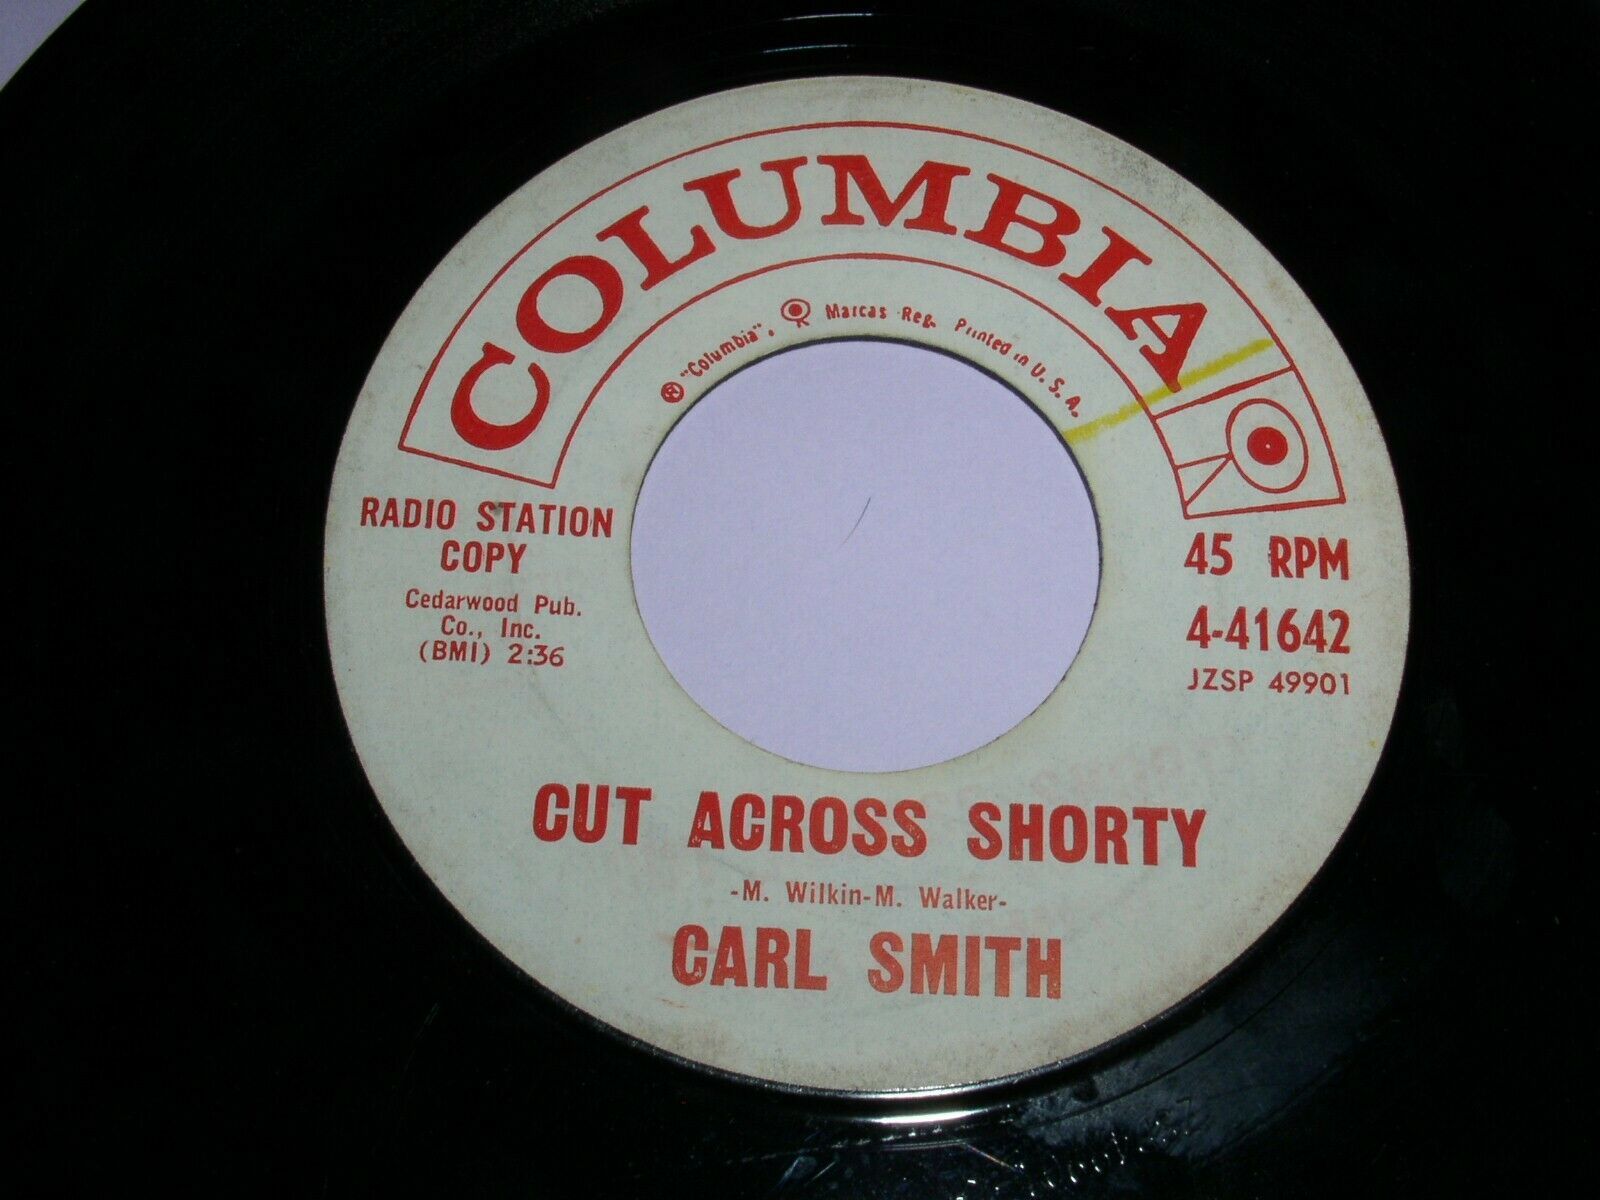 COLUMBIA
Ⓡ "Columbia", Marcas Reg. Printed in U.S.A.
RADIO STATION
COPY
Cedarwood Pub.
Co., Inc.
(BMI) 2:36
45 RPM
4-41642
JZSP 49901
CUT ACROSS SHORTY
-M. Wilkin-M. Walker-
CARL SMITH